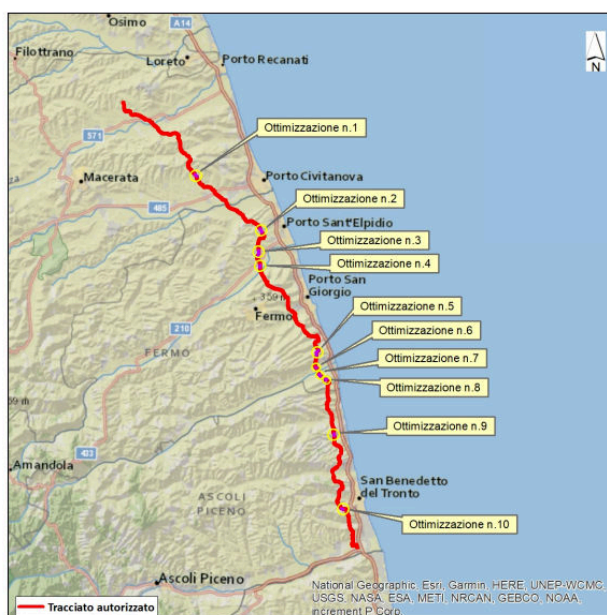 Osimo
A14
Filottrano
Loreto
Porto Recanati
N
571
Ottimizzazione n.1
Macerata
Porto Civitanova
485
Ottimizzazione n.2
Porto Sant'Elpidio
Ottimizzazione n.3
Ottimizzazione n.4
Porto San
Giorgio
359 m
Fermo
Ottimizzazione n.5
210
Ottimizzazione n.6
FERMO
Ottimizzazione n.7
Ottimizzazione n.8
59 m
Ottimizzazione n.9
433
Amandola
San Benedetto
del Tronto
ASCOLI
PICENO
Ottimizzazione n.10
Ascoli Piceno
National Geographic, Esri, Garmin, HERE, UNEP-WCMC,
USGS, NASA, ESA, METI, NRCAN, GEBCO, NOAA,
increment P Corp.
Tracciato autorizzato